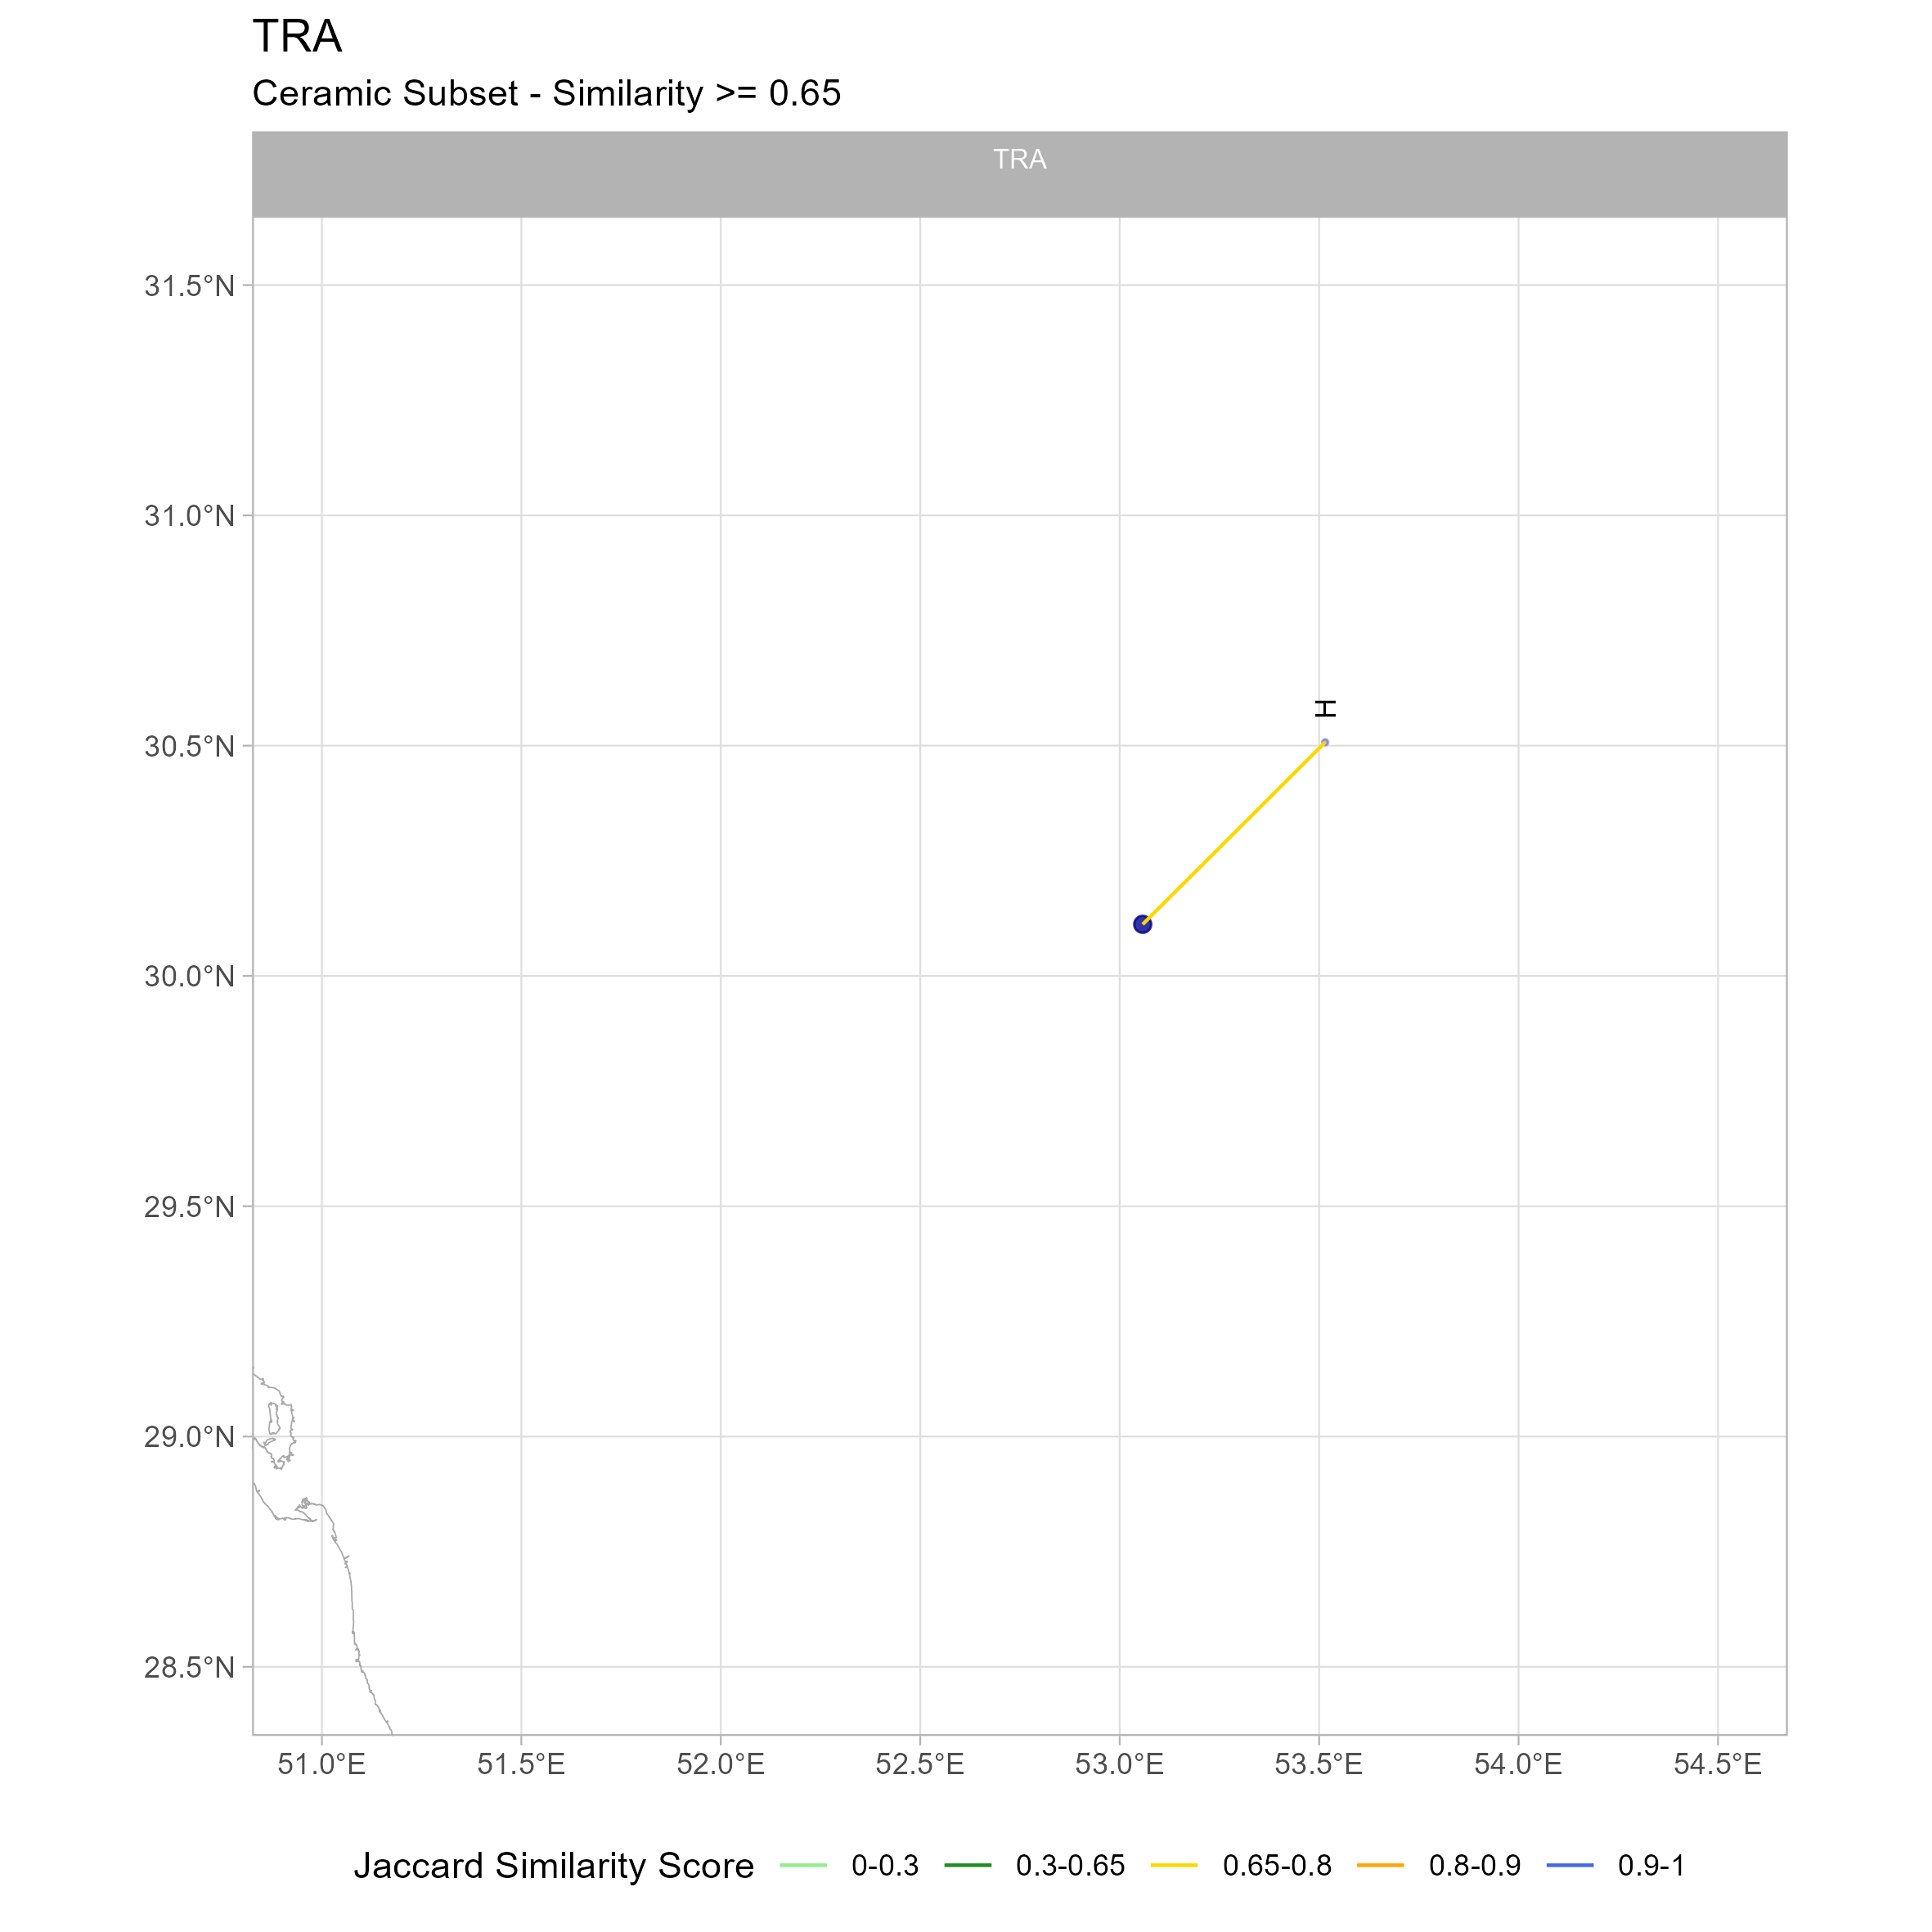 TRA
Ceramic Subset - Similarity >= 0.65
TRA
31.5°N
31.0°N
30.5°N
30.0°N
29.5°N
29.0°N
28.5°N
51.0°E 51.5°E 52.0°E 52.5°E 53.0°E 53.5°E 54.0°E 54.5°E
Jaccard Similarity Score 0-0.3 0.3-0.65 0.65-0.8 0.8-0.9 0.9-1